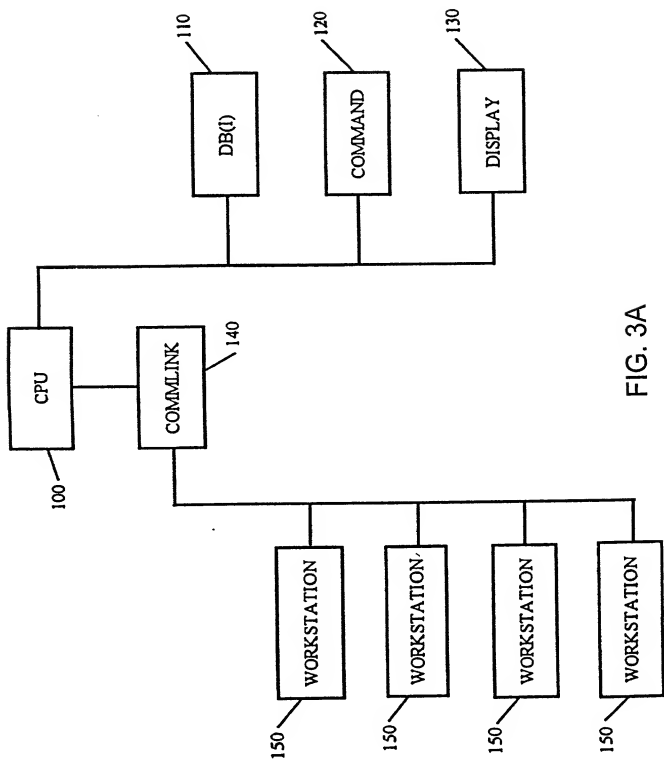 100
CPU
COMMLINK
140
DB(I)
110
COMMAND
120
DISPLAY
130
150
WORKSTATION
150
WORKSTATION
150
WORKSTATION
150
WORKSTATION
FIG. 3A